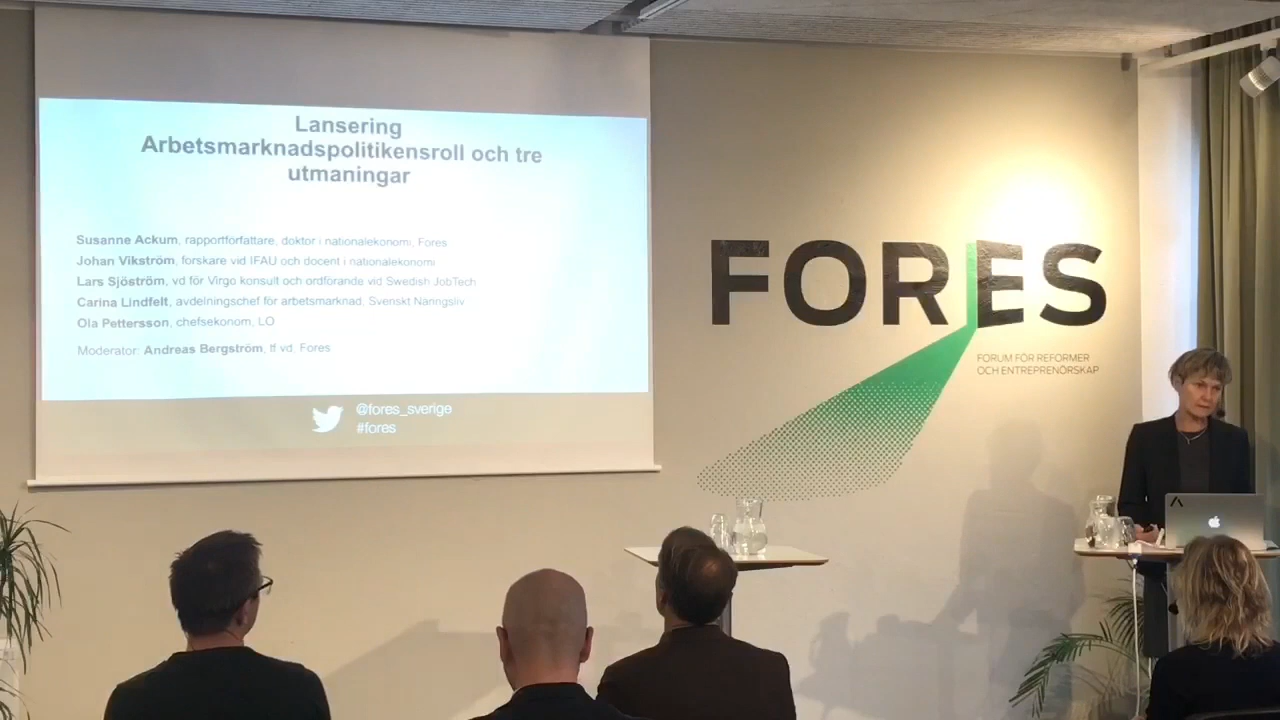 Lansering
Arbetsmarknadspolitikensroll och tre
utmaningar
Susanne Ackum, rapportförfattare, doktor i nationalekonomi, Fores
Johan Vikström, forskare vid IFAU och docent i nationalekonomi
Lars Sjöström, vd för Virgo konsult och ordförande vid Swedish JobTech
Carina Lindfelt, avdelningschef för arbetsmarknad, Svenskt Näringsliv
Ola Pettersson, chefsekonom, LO
Moderator: Andreas Bergström, tf vd, Fores
@fores_sverige
#fores
FORES
FORUM FÖR REFORMER
OCH ENTREPRENÖRSKAP